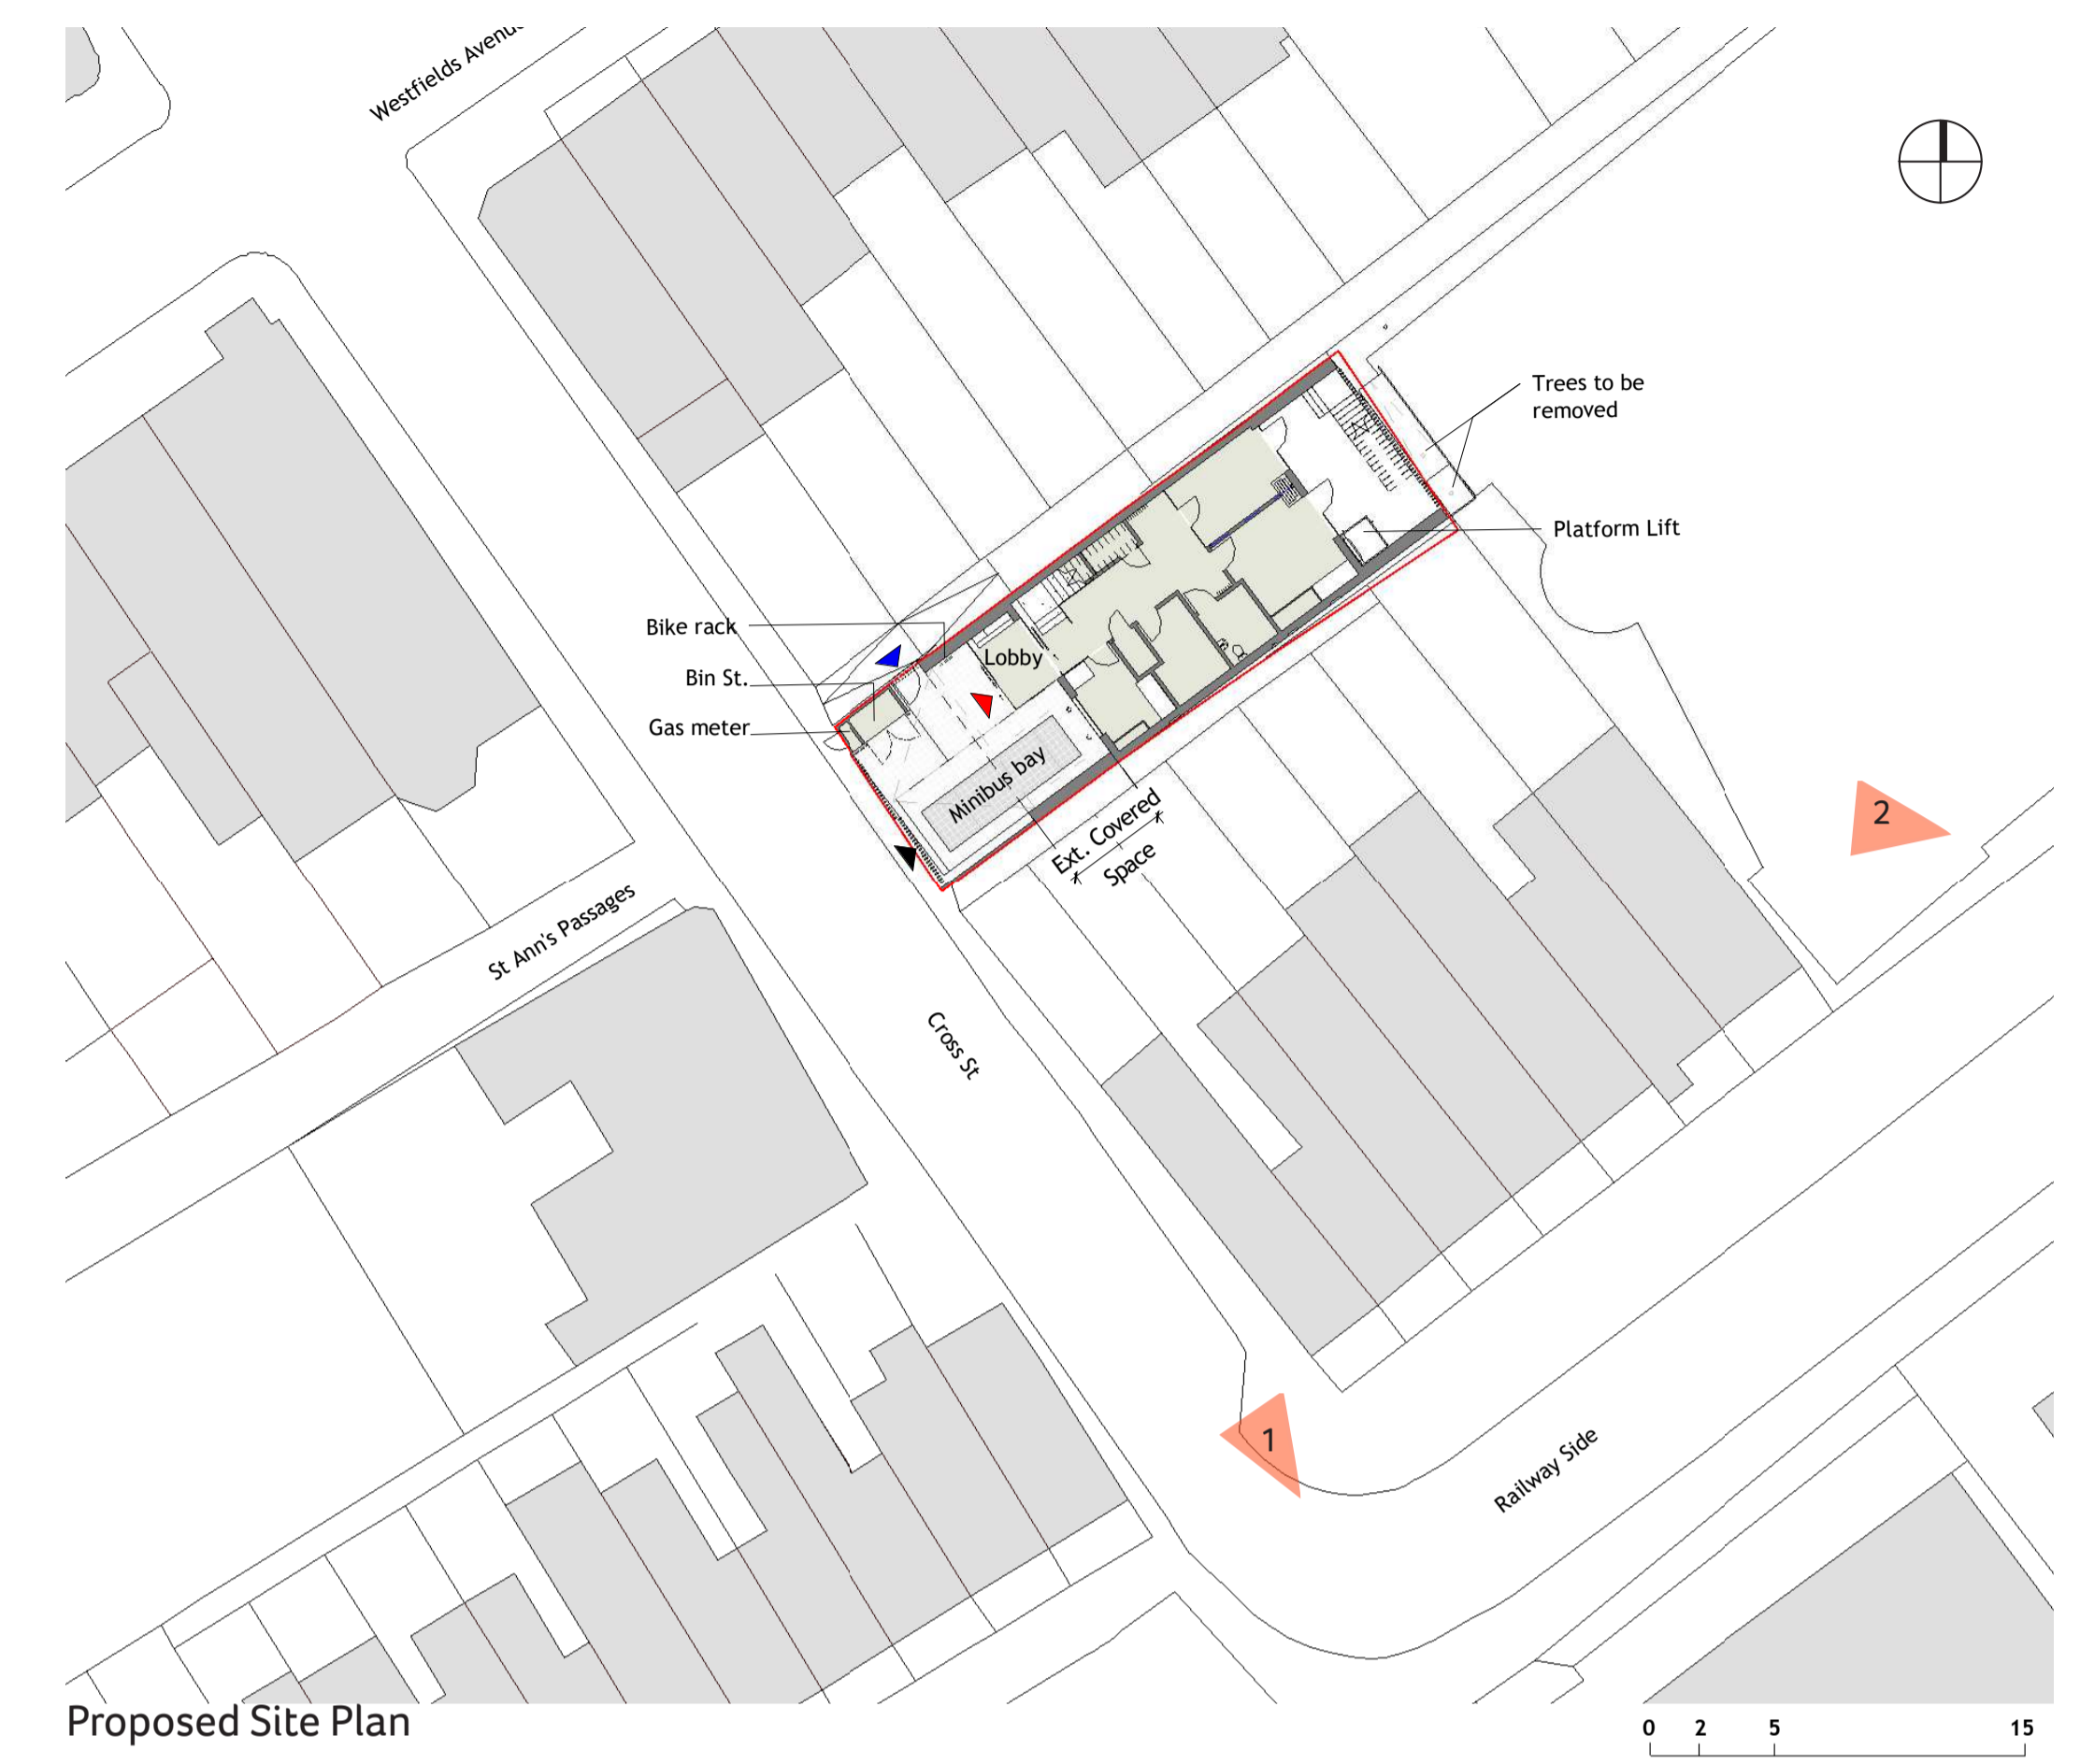 Westfields Avenue
Trees to be
removed
Platform Lift
Bike rack
Lobby
Bin St.
Gas meter
Minibus bay
Ext. Covered
Space
2
St Ann's Passages
Cross St
1
Railway Side
Proposed Site Plan
0 2 5 15